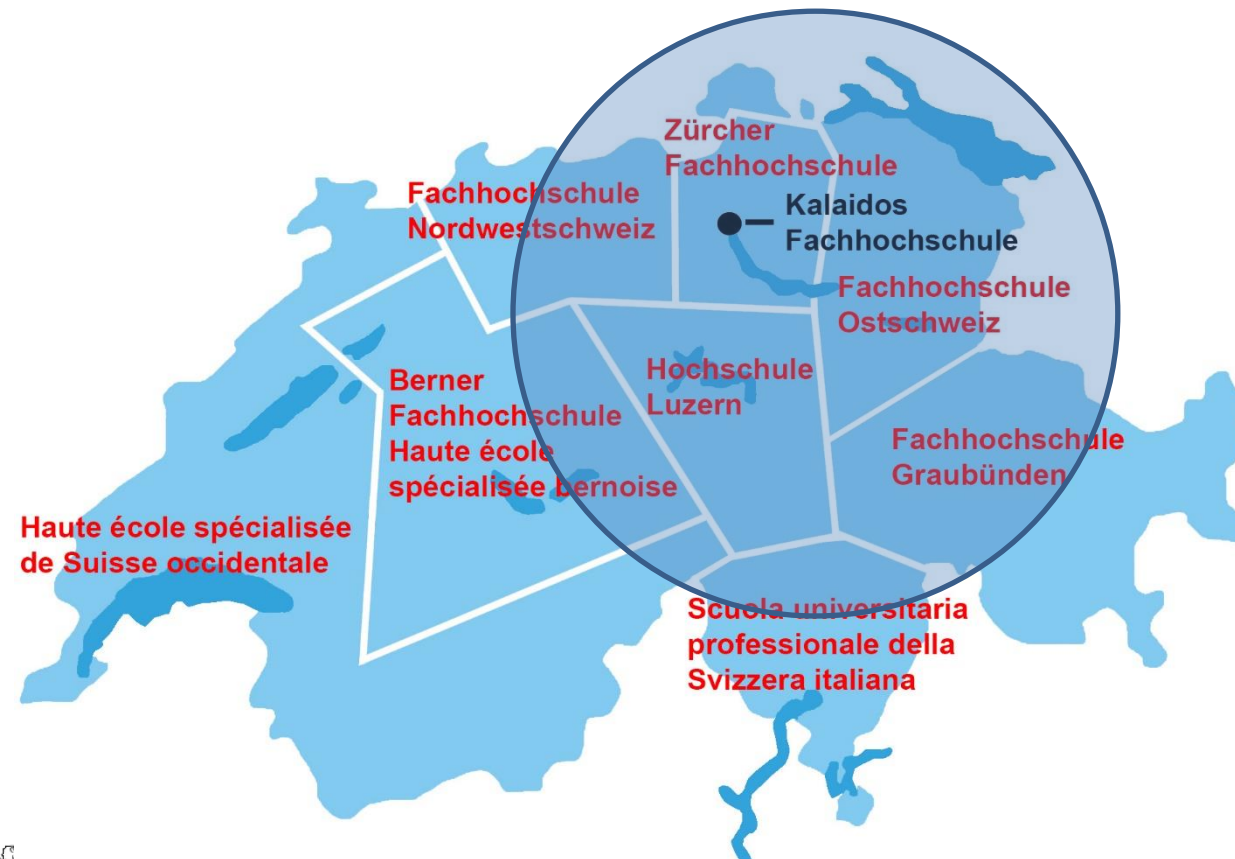 Zürcher
Fachhochschule
Fachhochschule
Nordwestschweiz
Kalaidos
Fachhochschule
Fachhochschule
Ostschweiz
Hochschule
Luzern
Berner
Fachhochschule
Haute école
spécialisée bernoise
Fachhochschule
Graubünden
Haute école spécialisée
de Suisse occidentale
Scuola universitaria
professionale della
Svizzera italiana